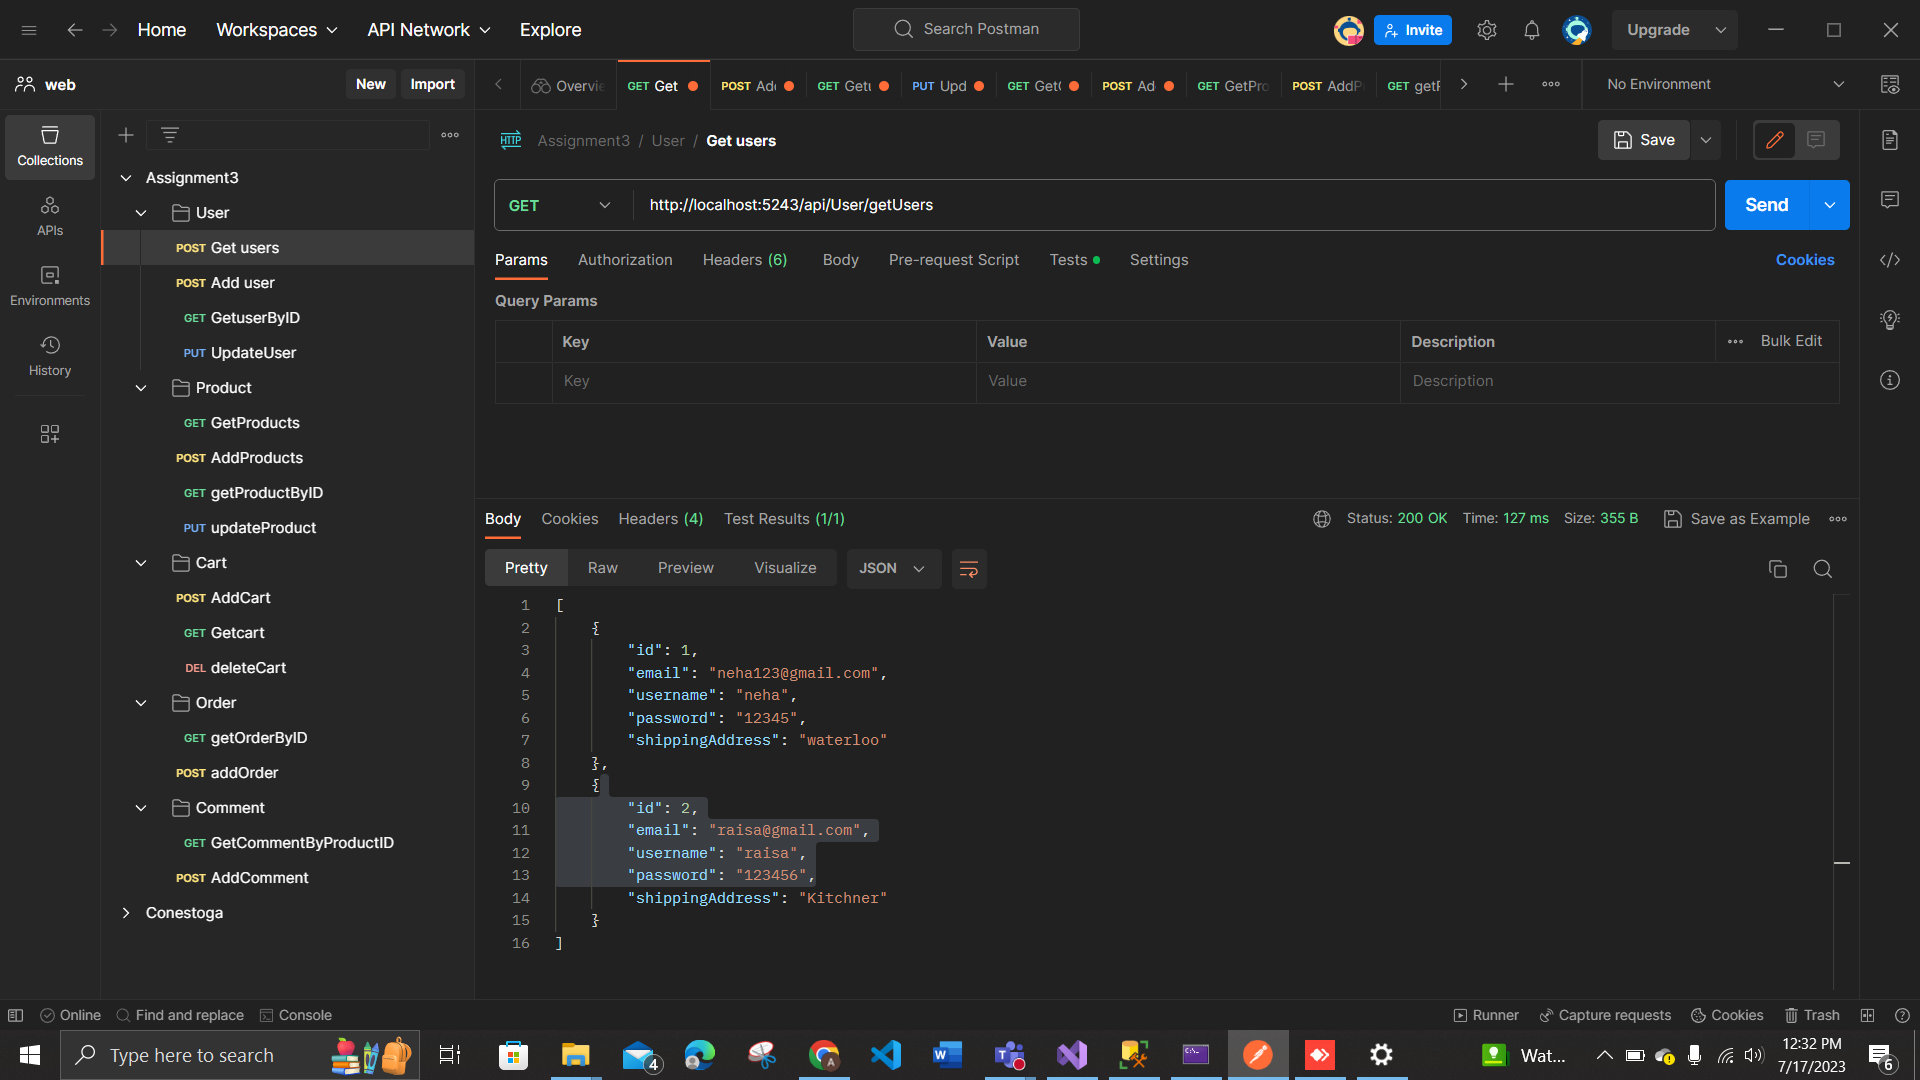 Home Workspaces API Network Explore Search Postman Invite Upgrade
web New Import Overvie GET Get POST Ad GET Get PUT Upd GET Get POST Ad GET GetPro POST AddP GET get No Environment
Collections
APIs
Environments
History
Assignment3
User
POST Get users
POST Add user
GET GetuserByID
PUT UpdateUser
Product
GET GetProducts
POST AddProducts
GET getProductByID
PUT updateProduct
Cart
POST AddCart
GET Getcart
DEL deleteCart
Order
GET getOrderByID
POST addOrder
Comment
GET GetCommentByProductID
POST AddComment
Conestoga
HTTP Assignment3 / User / Get users Save
GET http://localhost:5243/api/User/getUsers Send
Params Authorization Headers (6) Body Pre-request Script Tests Settings Cookies
Query Params
Key Value Description Bulk Edit
Key Value Description
Body Cookies Headers (4) Test Results (1/1) Status: 200 OK Time: 127 ms Size: 355 B Save as Example
Pretty Raw Preview Visualize JSON
1 [
2 {
3 "id": 1,
4 "email": "neha123@gmail.com",
5 "username": "neha",
6 "password": "12345",
7 "shippingAddress": "waterloo"
8 },
9 {
10 "id": 2,
11 "email": "raisa@gmail.com",
12 "username": "raisa",
13 "password": "123456",
14 "shippingAddress": "Kitchner"
15 }
16 ]
Online Find and replace Console Runner Capture requests Cookies Trash
Type here to search 4 Wat... 12:32 PM
7/17/2023 6